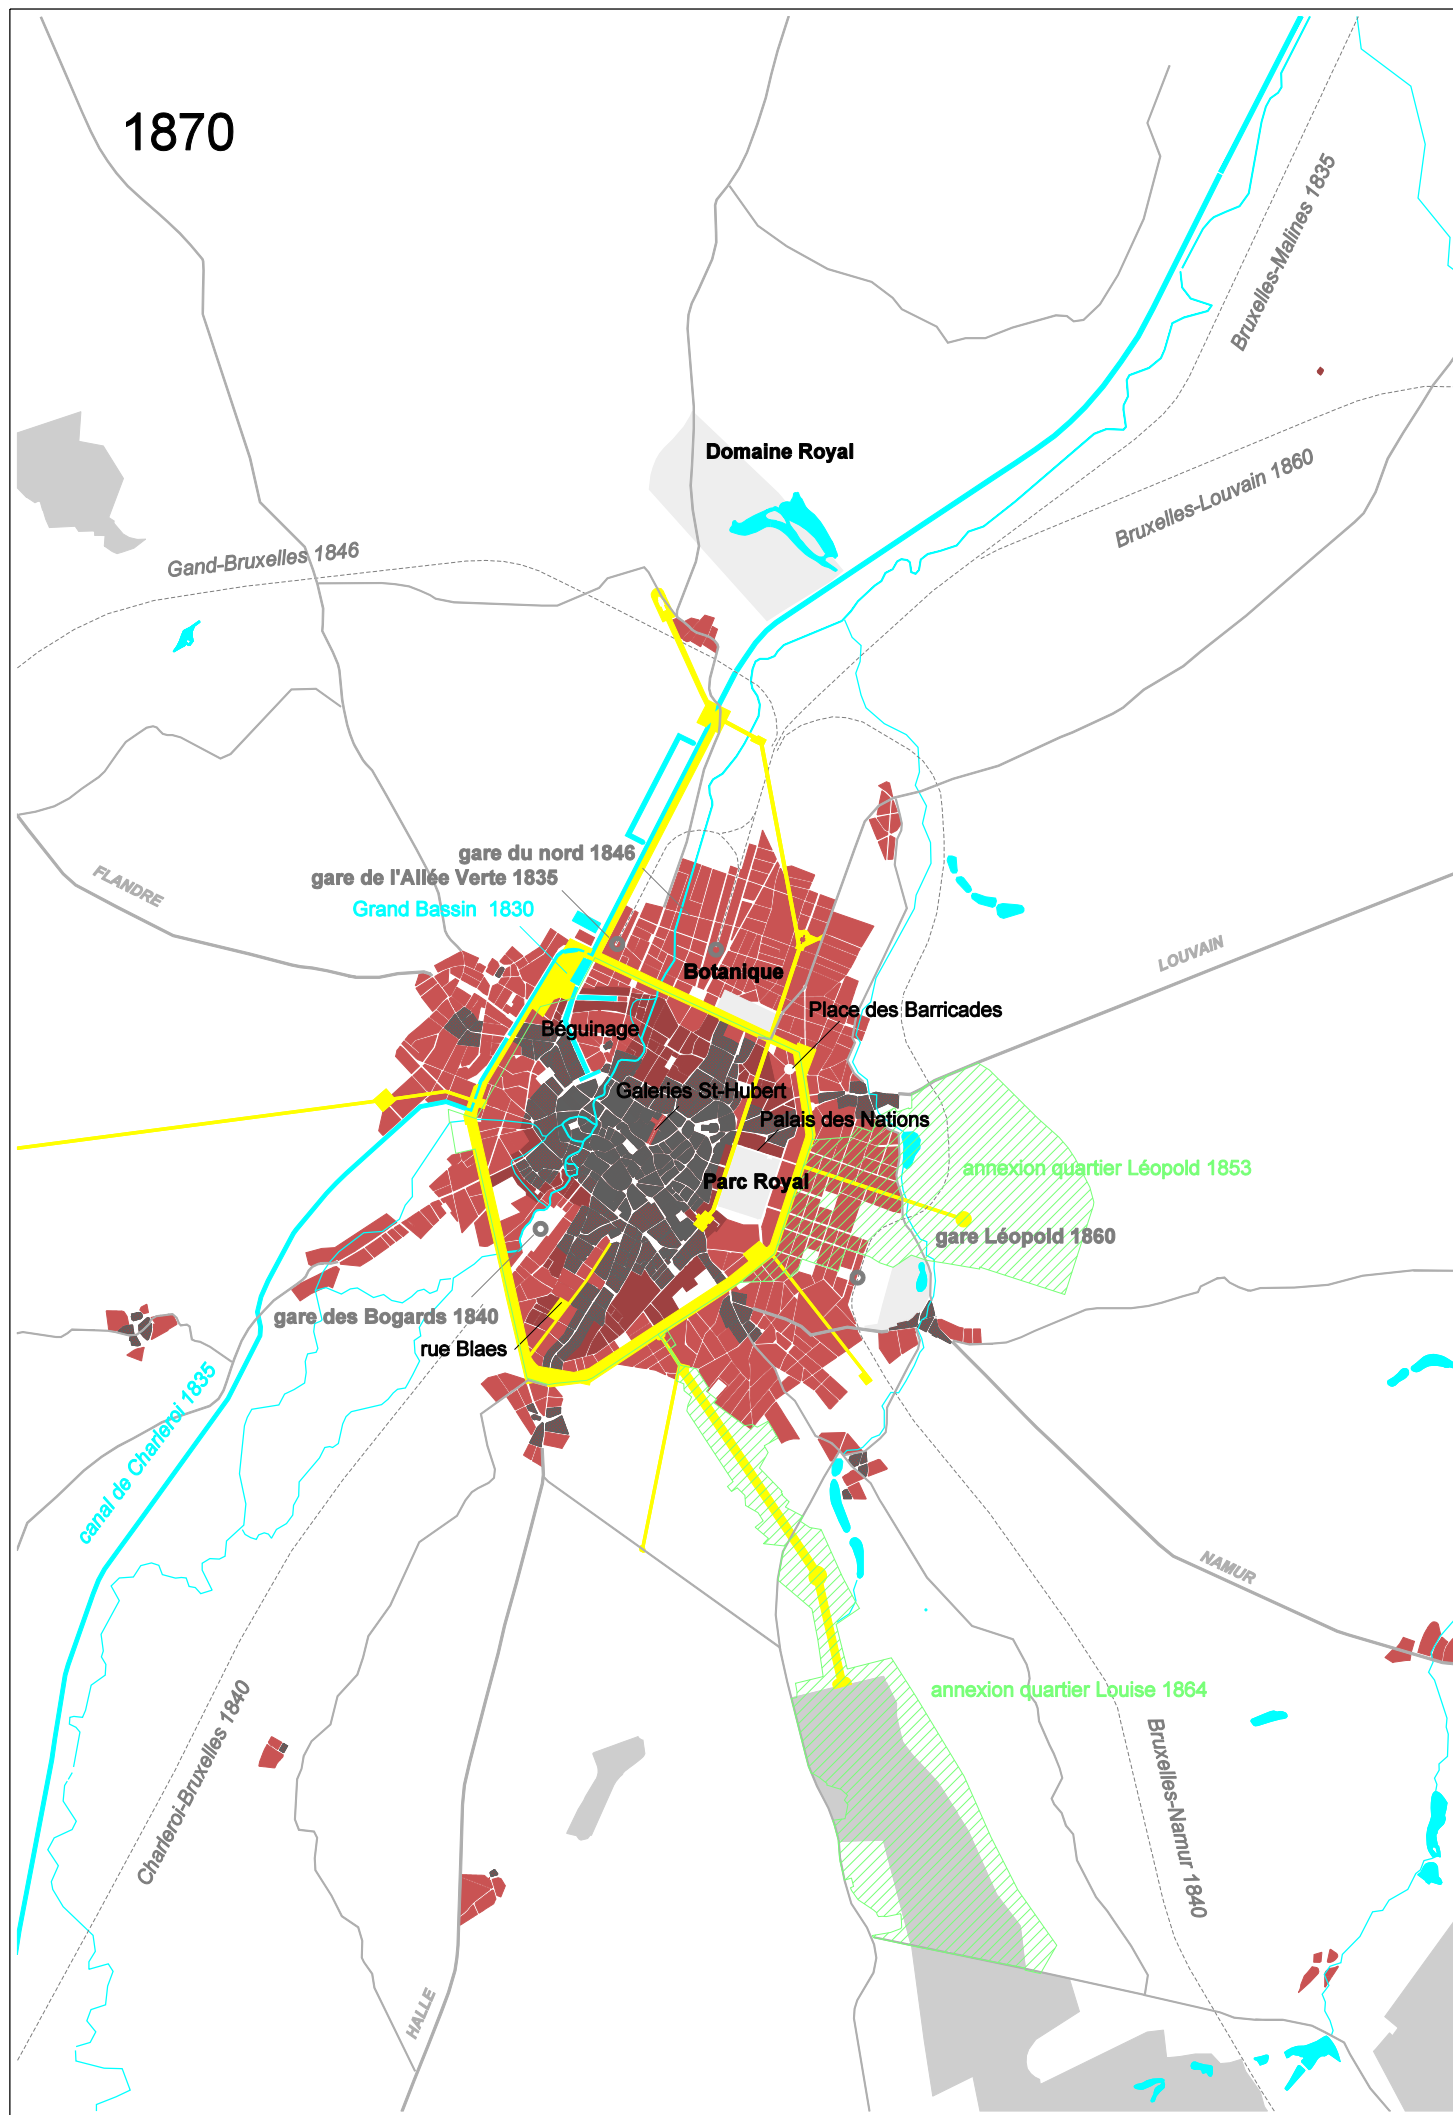 1870
Bruxelles-Malines 1835
Domaine Royal
Bruxelles-Louvain 1860
Gand-Bruxelles 1846
gare du nord 1846
gare de l'Allée Verte 1835
FLANDRE
Grand Bassin 1830
LOUVAIN
Botanique
Place des Barricades
Béguinage
Galeries St-Hubert
Palais des Nations
annexion quartier Léopold 1853
Parc Royal
gare Léopold 1860
gare des Bogards 1840
rue Blaes
canal de Charleroi 1835
NAMUR
annexion quartier Louise 1864
Charleroi-Bruxelles 1840
Bruxelles-Namur 1840
HALLE